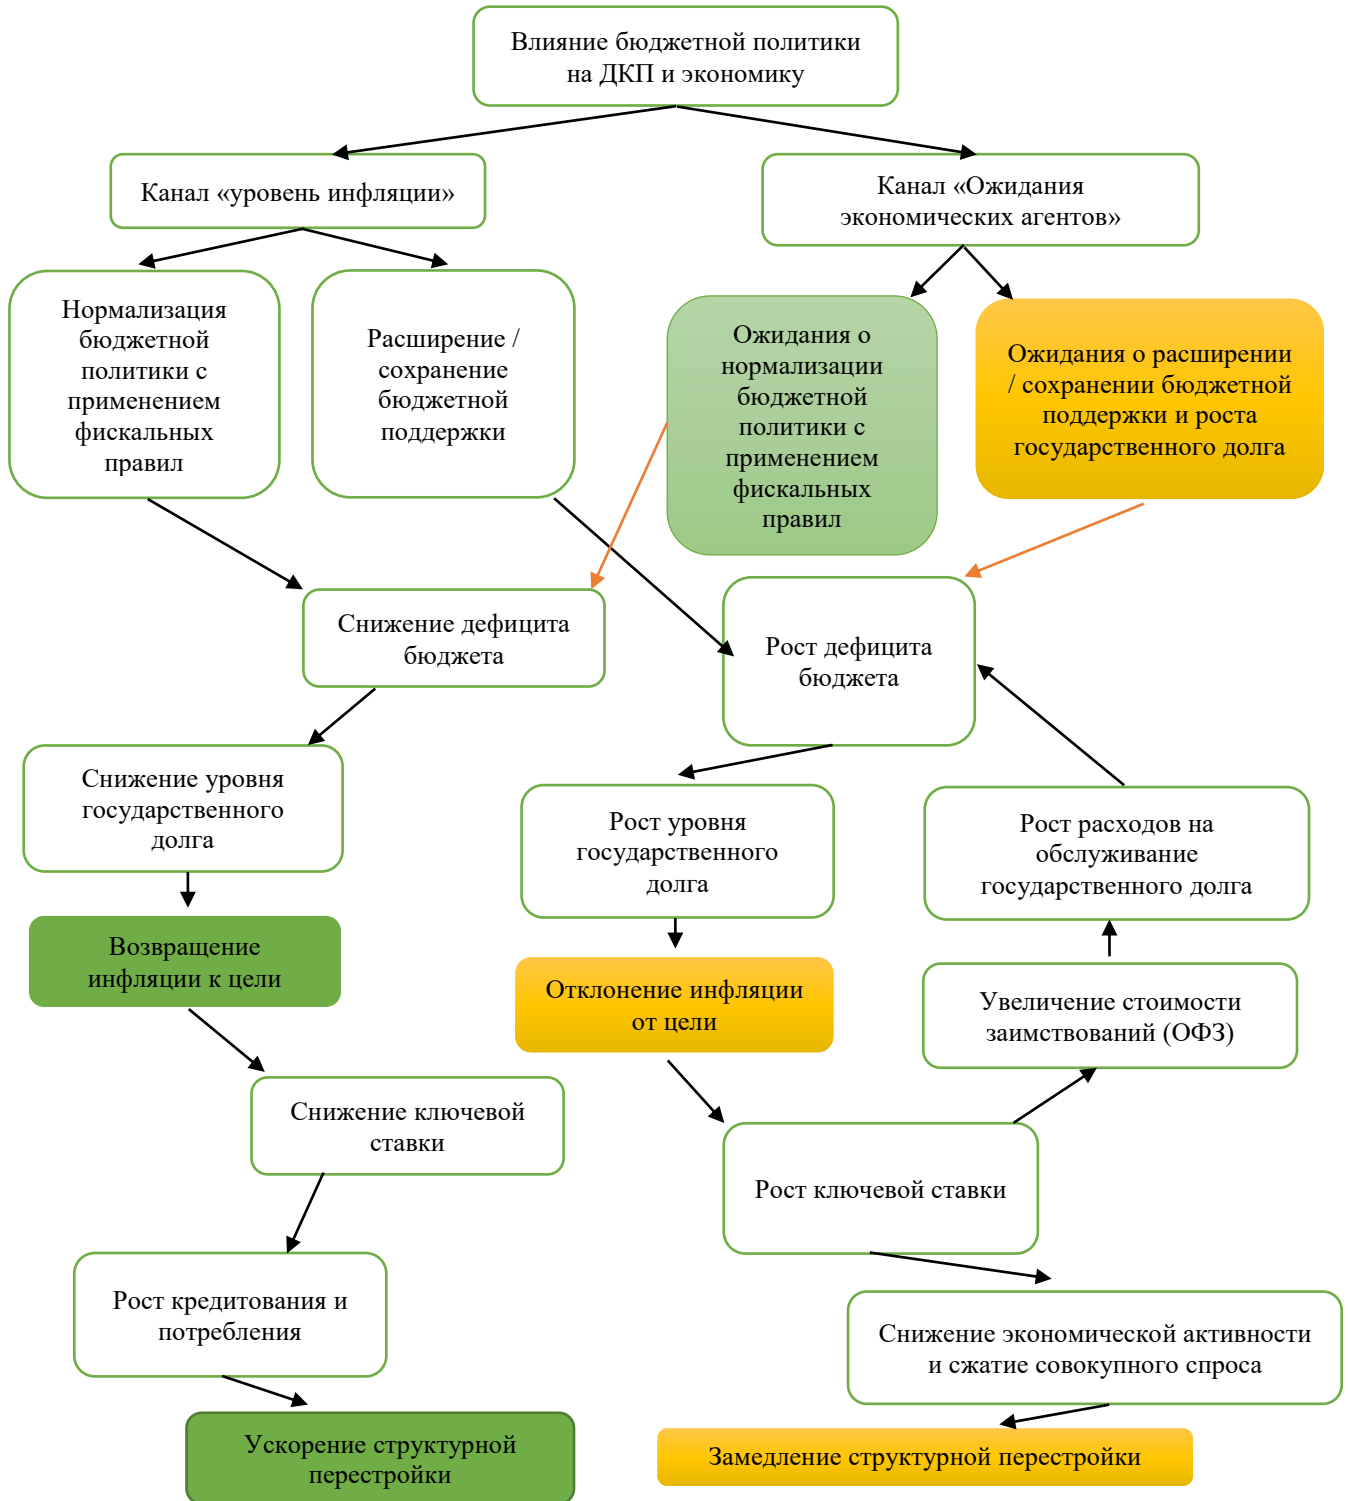 Влияние бюджетной политики
на ДКП и экономику
Канал «уровень инфляции»
Канал «Ожидания
экономических агентов»
Нормализация
бюджетной
политики с
применением
фискальных
правил
Расширение /
сохранение
бюджетной
поддержки
Ожидания о
нормализации
бюджетной
политики с
применением
фискальных
правил
Ожидания о расширении
/ сохранении бюджетной
поддержки и роста
государственного долга
Снижение дефицита
бюджета
Рост дефицита
бюджета
Снижение уровня
государственного
долга
Рост уровня
государственного
долга
Рост расходов на
обслуживание
государственного долга
Возвращение
инфляции к цели
Отклонение инфляции
от цели
Увеличение стоимости
заимствований (ОФЗ)
Снижение ключевой
ставки
Рост ключевой ставки
Рост кредитования и
потребления
Снижение экономической активности
и сжатие совокупного спроса
Ускорение структурной
перестройки
Замедление структурной перестройки